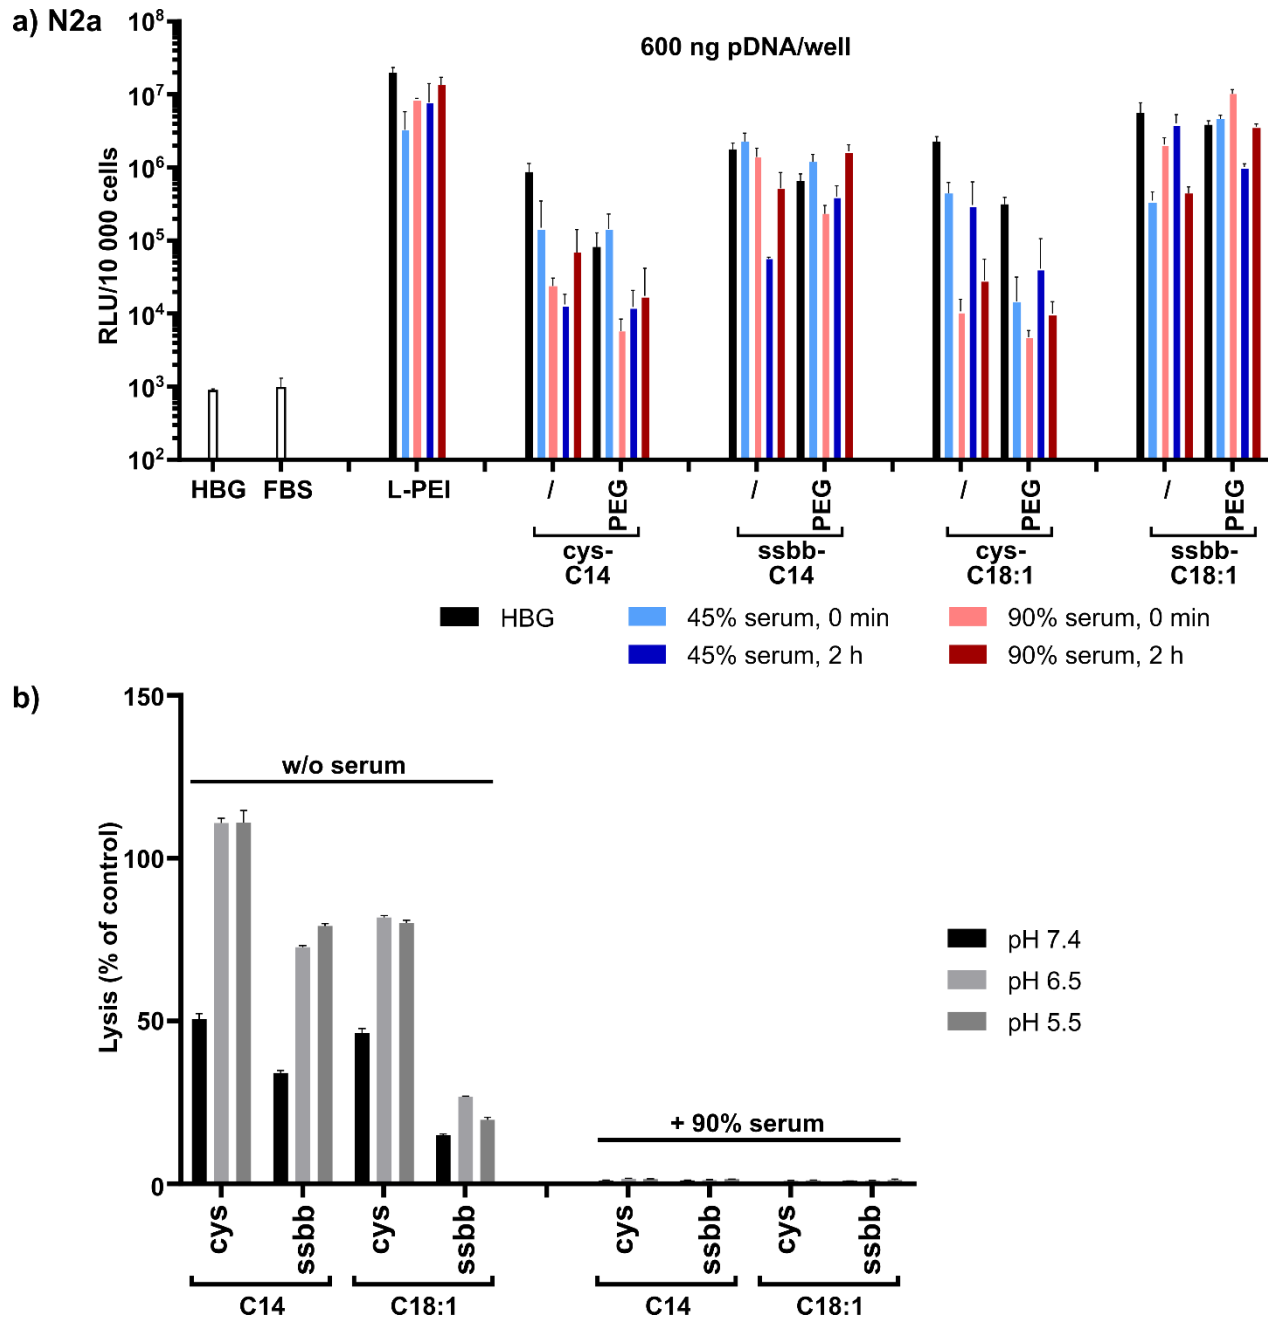 a) N2a
600 ng pDNA/well
RLU/10 000 cells
10⁸
10⁷
10⁶
10⁵
10⁴
10³
10²
HBG FBS L-PEI / PEG / PEG / PEG / PEG
cys-C14 ssbb-C14 cys-C18:1 ssbb-C18:1
HBG 45% serum, 0 min 90% serum, 0 min
45% serum, 2 h 90% serum, 2 h
b)
Lysis (% of control)
150
100
50
0
w/o serum
+ 90% serum
pH 7.4
pH 6.5
pH 5.5
cys ssbb cys ssbb cys ssbb cys ssbb
C14 C18:1 C14 C18:1